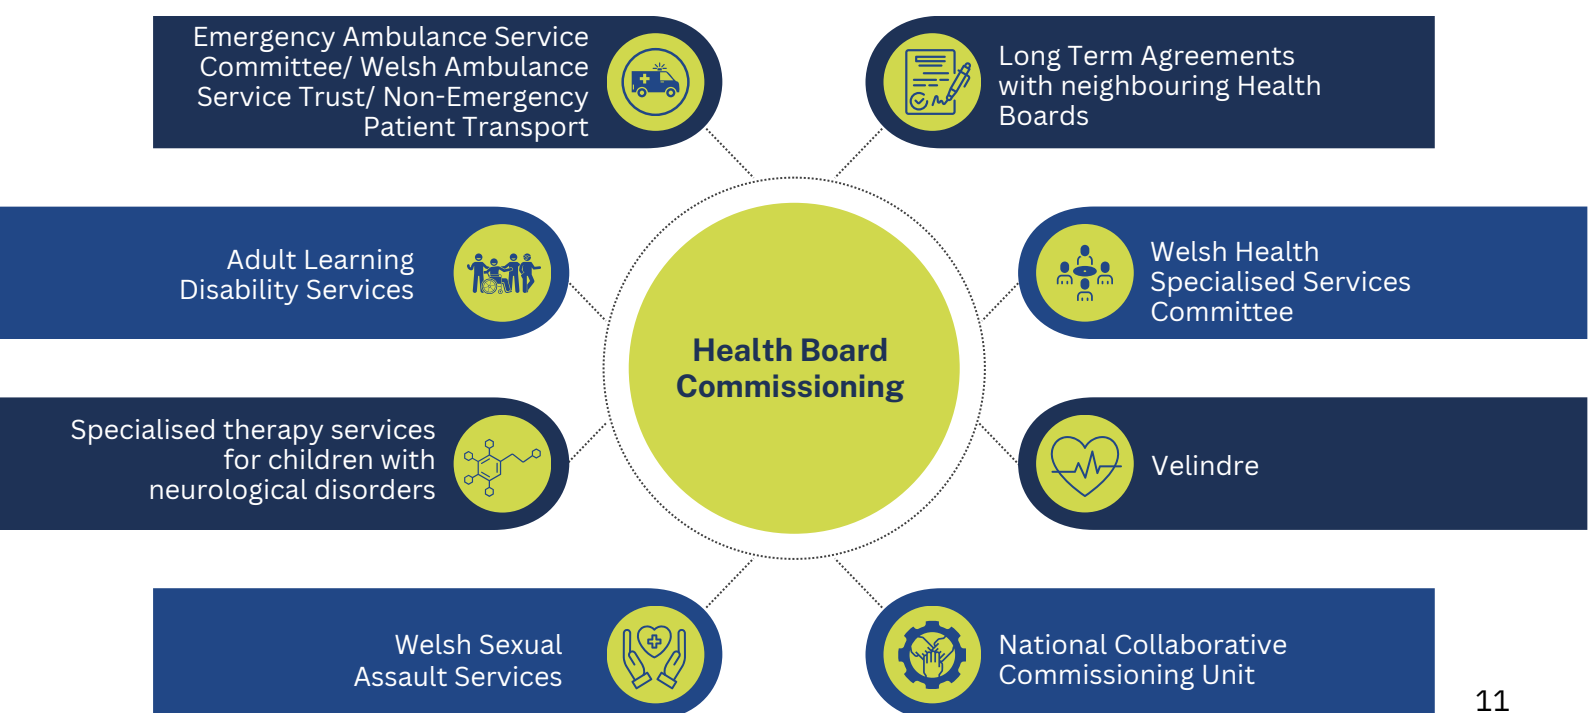 Emergency Ambulance Service
Committee/ Welsh Ambulance
Service Trust/ Non-Emergency
Patient Transport
Long Term Agreements
with neighbouring Health
Boards
Adult Learning
Disability Services
Welsh Health
Specialised Services
Committee
Health Board
Commissioning
Specialised therapy services
for children with
neurological disorders
Velindre
Welsh Sexual
Assault Services
National Collaborative
Commissioning Unit
11